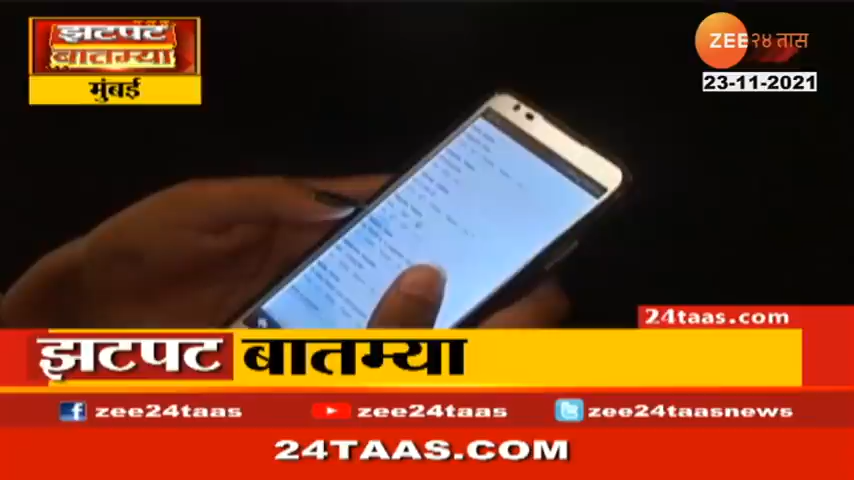 झटपट
बातम्या
मुंबई
ZEE २४ तास
23-11-2021
24taas.com
झटपट बातम्या
zee24taas
zee24taas
zee24taasnews
24TAAS.COM